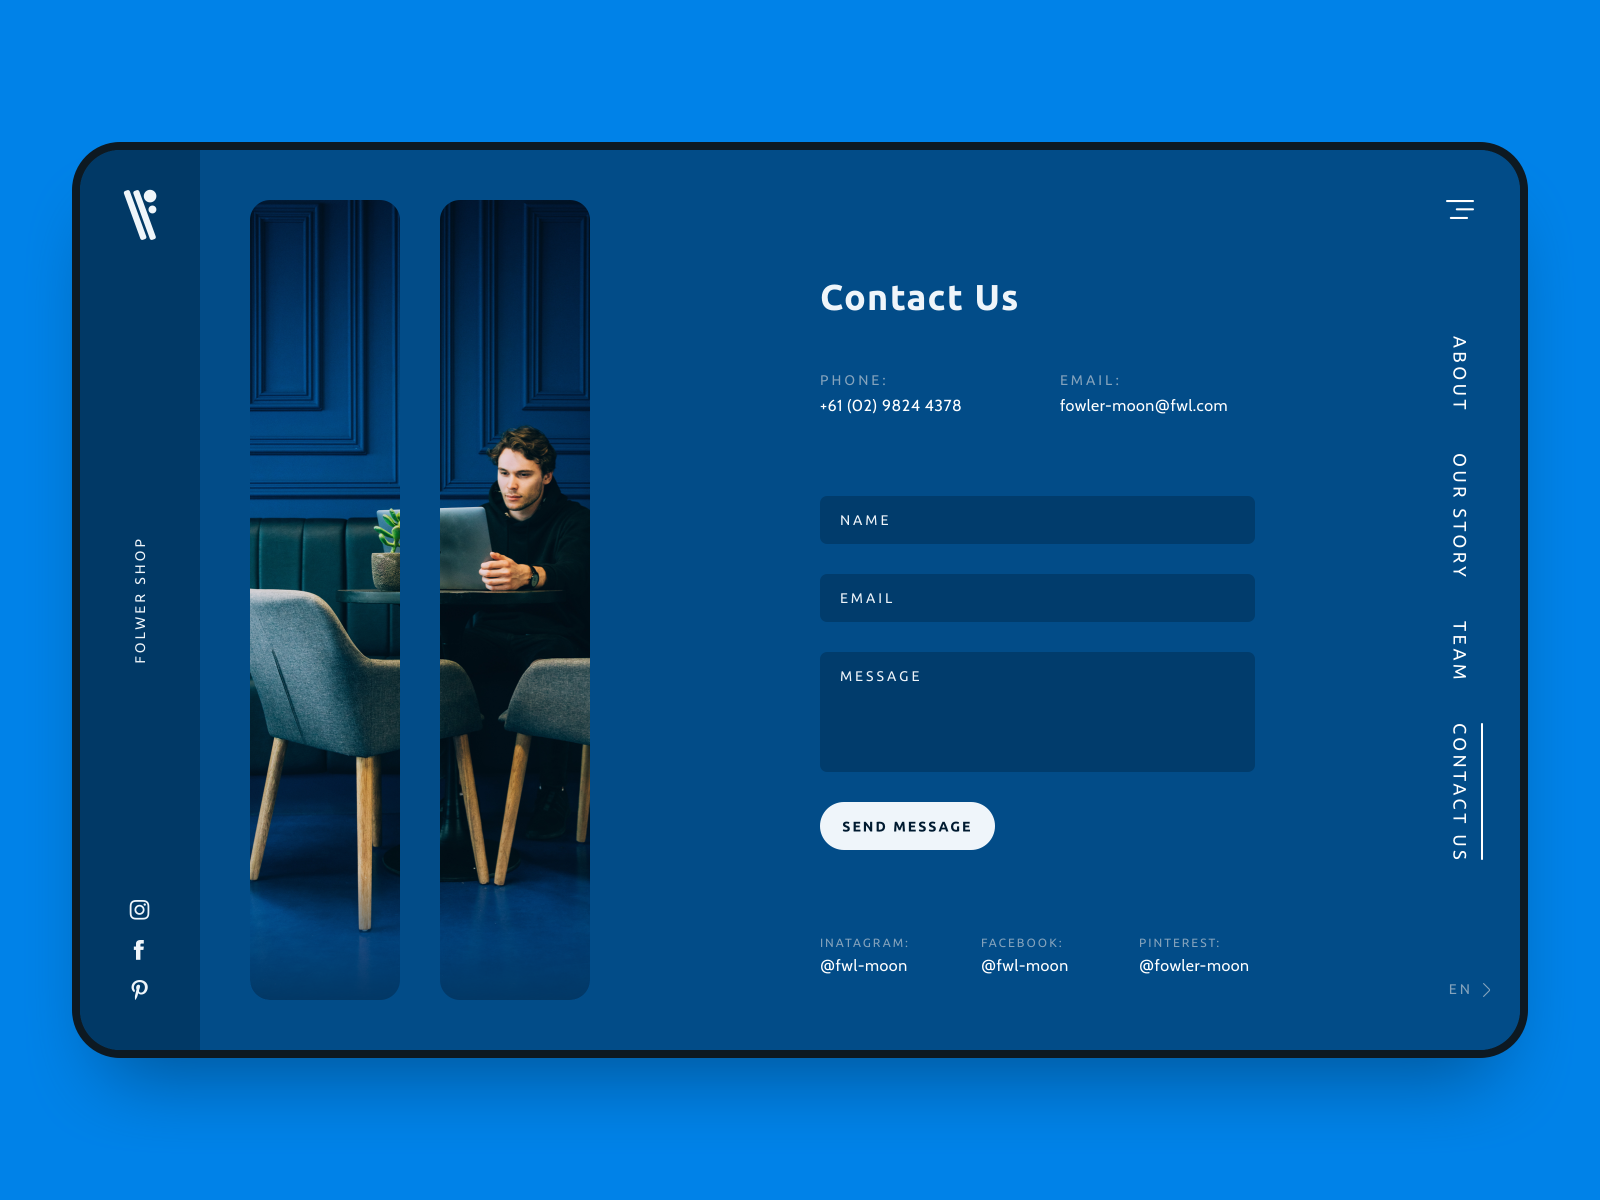 FOLWER SHOP
Contact Us
PHONE:
+61 (02) 9824 4378
EMAIL:
fowler-moon@fwl.com
NAME
EMAIL
MESSAGE
SEND MESSAGE
INATAGRAM:
@fwl-moon
FACEBOOK:
@fwl-moon
PINTEREST:
@fowler-moon
ABOUT
OUR STORY
TEAM
CONTACT US
EN